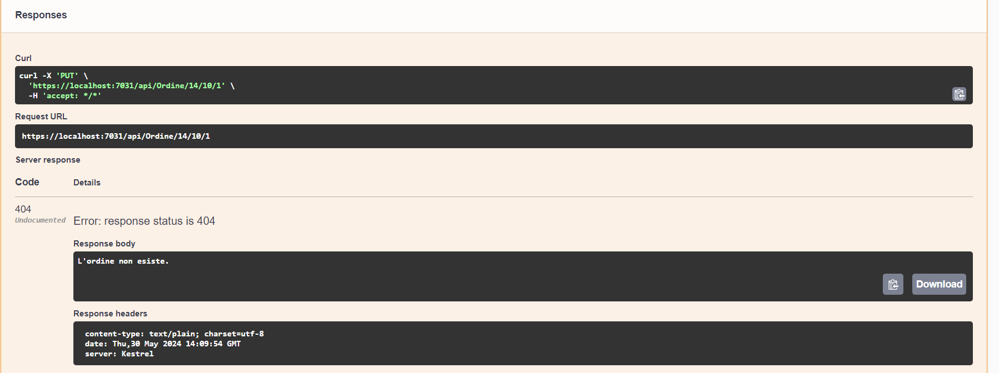 Responses
Curl
curl -X 'PUT' \
'https://localhost:7031/api/Ordine/14/10/1' \
-H 'accept: */*'
Request URL
https://localhost:7031/api/Ordine/14/10/1
Server response
Code Details
404
Undocumented Error: response status is 404
Response body
L'ordine non esiste.
Download
Response headers
content-type: text/plain; charset=utf-8
date: Thu,30 May 2024 14:09:54 GMT
server: Kestrel